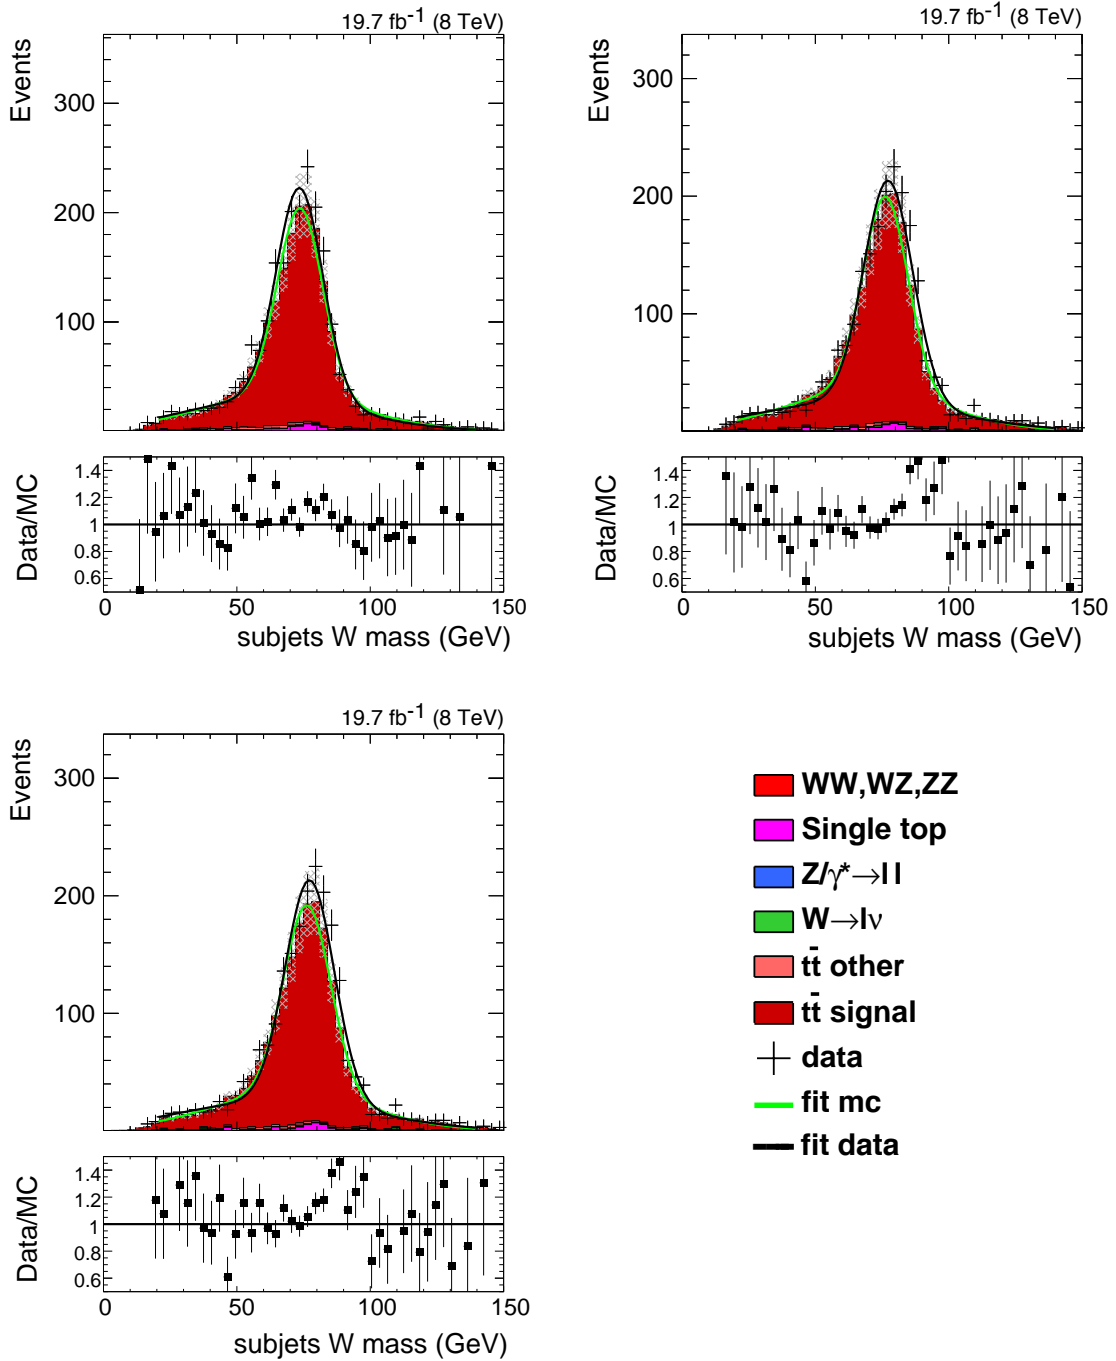 19.7 fb-1 (8 TeV)
Events
300
200
100
Data/MC
1.4
1.2
1
0.8
0.6
0 50 100 150
subjets W mass (GeV)
19.7 fb-1 (8 TeV)
Events
300
200
100
Data/MC
1.4
1.2
1
0.8
0.6
0 50 100 150
subjets W mass (GeV)
19.7 fb-1 (8 TeV)
Events
300
200
100
Data/MC
1.4
1.2
1
0.8
0.6
0 50 100 150
subjets W mass (GeV)
WW,WZ,ZZ
Single top
Z/γ*→l l
W→lν
tt̄ other
tt̄ signal
data
fit mc
fit data